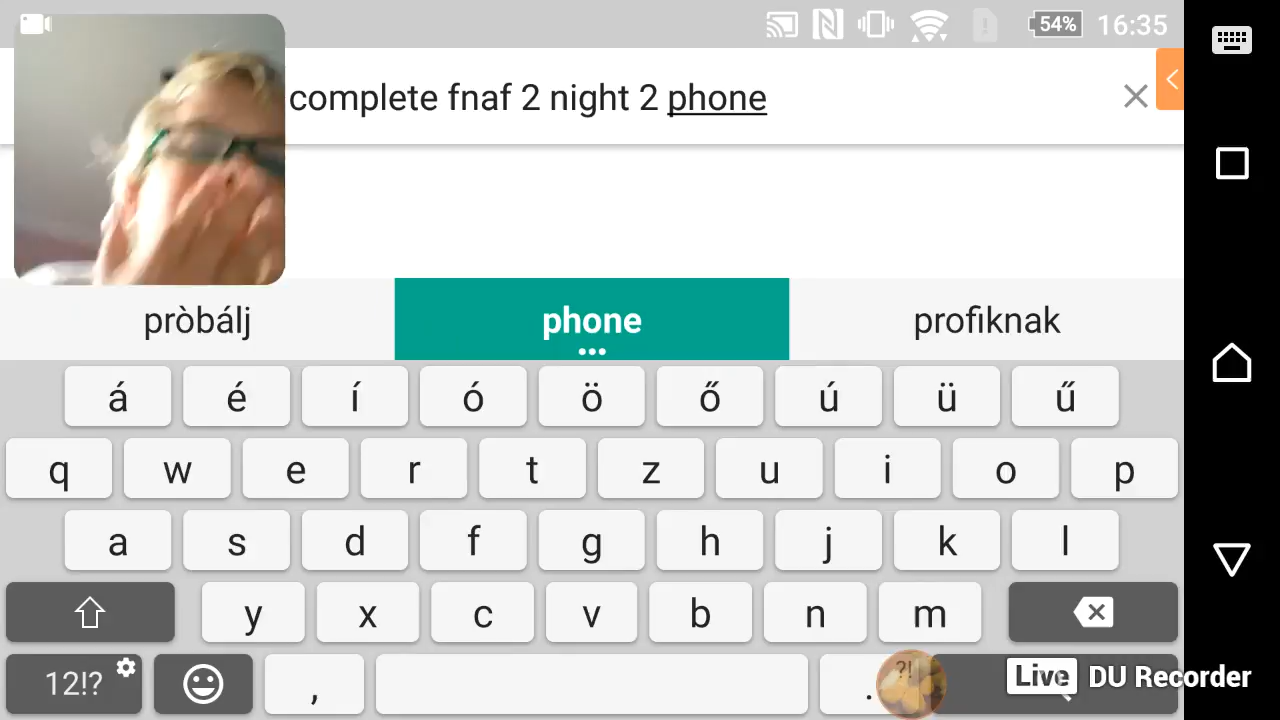 54% 16:35
complete fnaf 2 night 2 phone
pròbálj phone profiknak
á é í ó ö ő ú ü ű
q w e r t z u i o p
a s d f g h j k l
y x c v b n m
12!? , . ?!
Live DU Recorder